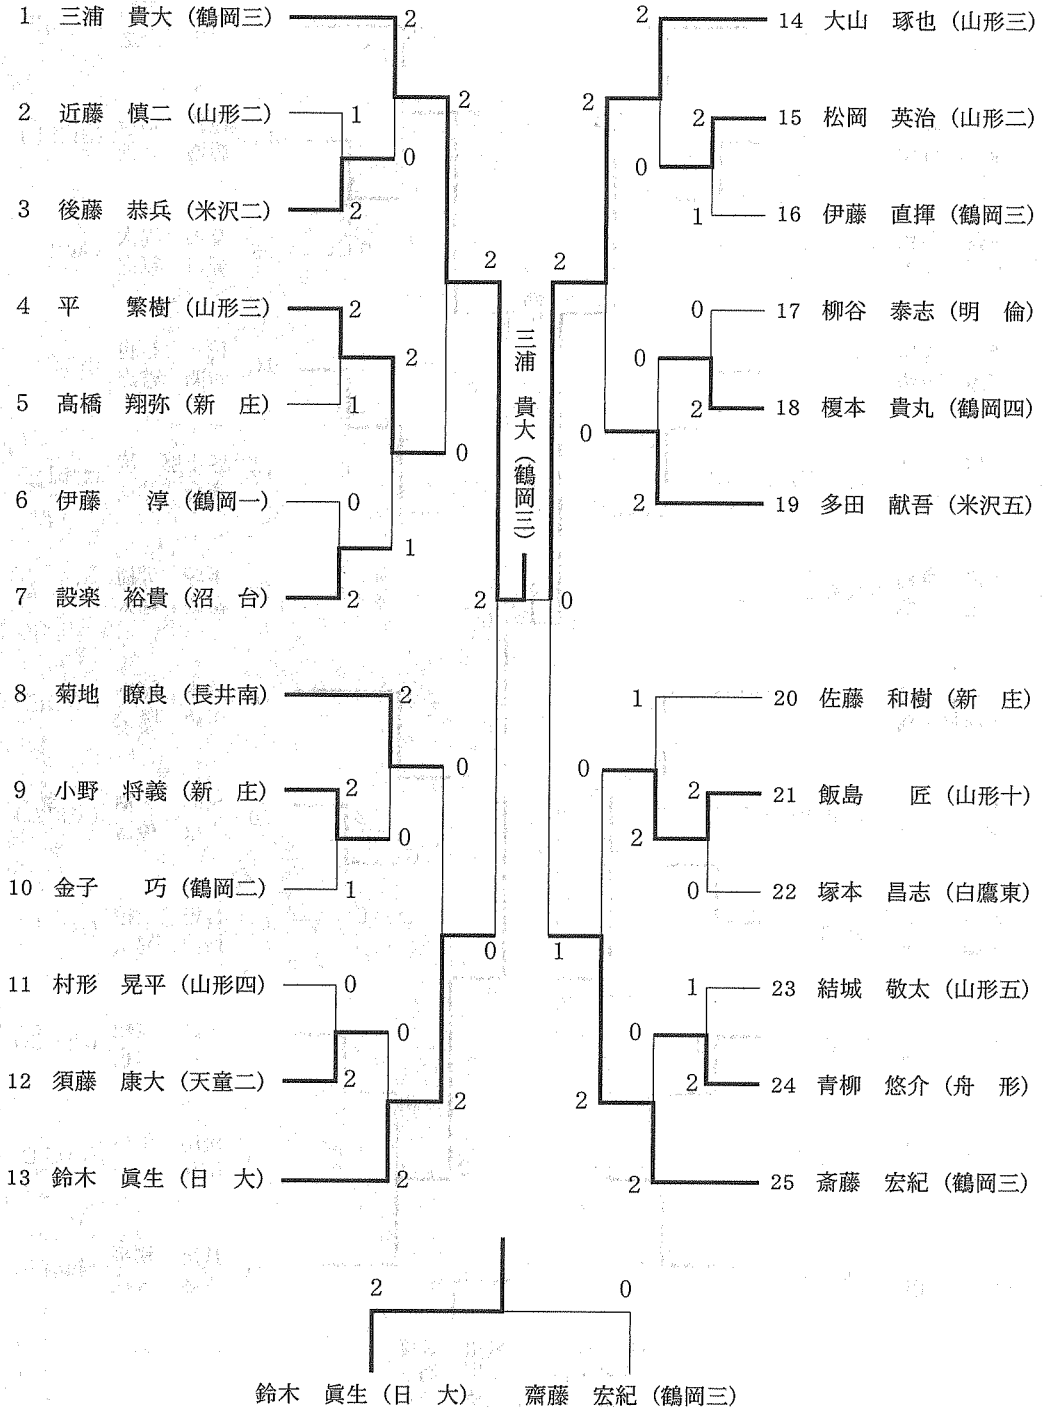 1 三浦 貴大 (鶴岡三)
2
2 近藤 慎二 (山形二)
1
2
0
3 後藤 恭兵 (米沢二)
2
2
4 平 繁樹 (山形三)
2
2
5 髙橋 翔弥 (新 庄)
1
0
6 伊藤 淳 (鶴岡一)
0
1
7 設楽 裕貴 (沼 台)
2
2
8 菊地 瞭良 (長井南)
2
0
9 小野 将義 (新 庄)
2
0
10 金子 巧 (鶴岡二)
1
0
11 村形 晃平 (山形四)
0
0
12 須藤 康大 (天童二)
2
2
13 鈴木 眞生 (日 大)
2
三浦 貴大 (鶴岡三)
2
14 大山 琢也 (山形三)
2
2
15 松岡 英治 (山形二)
0
1
16 伊藤 直揮 (鶴岡三)
2
0
17 柳谷 泰志 (明 倫)
0
2
18 榎本 貴丸 (鶴岡四)
0
2
19 多田 献吾 (米沢五)
0
1
20 佐藤 和樹 (新 庄)
0
2
21 飯島 匠 (山形十)
2
0
22 塚本 昌志 (白鷹東)
1
1
23 結城 敬太 (山形五)
0
2
24 青柳 悠介 (舟 形)
2
2
25 斎藤 宏紀 (鶴岡三)
2 0
鈴木 眞生 (日 大) 齋藤 宏紀 (鶴岡三)